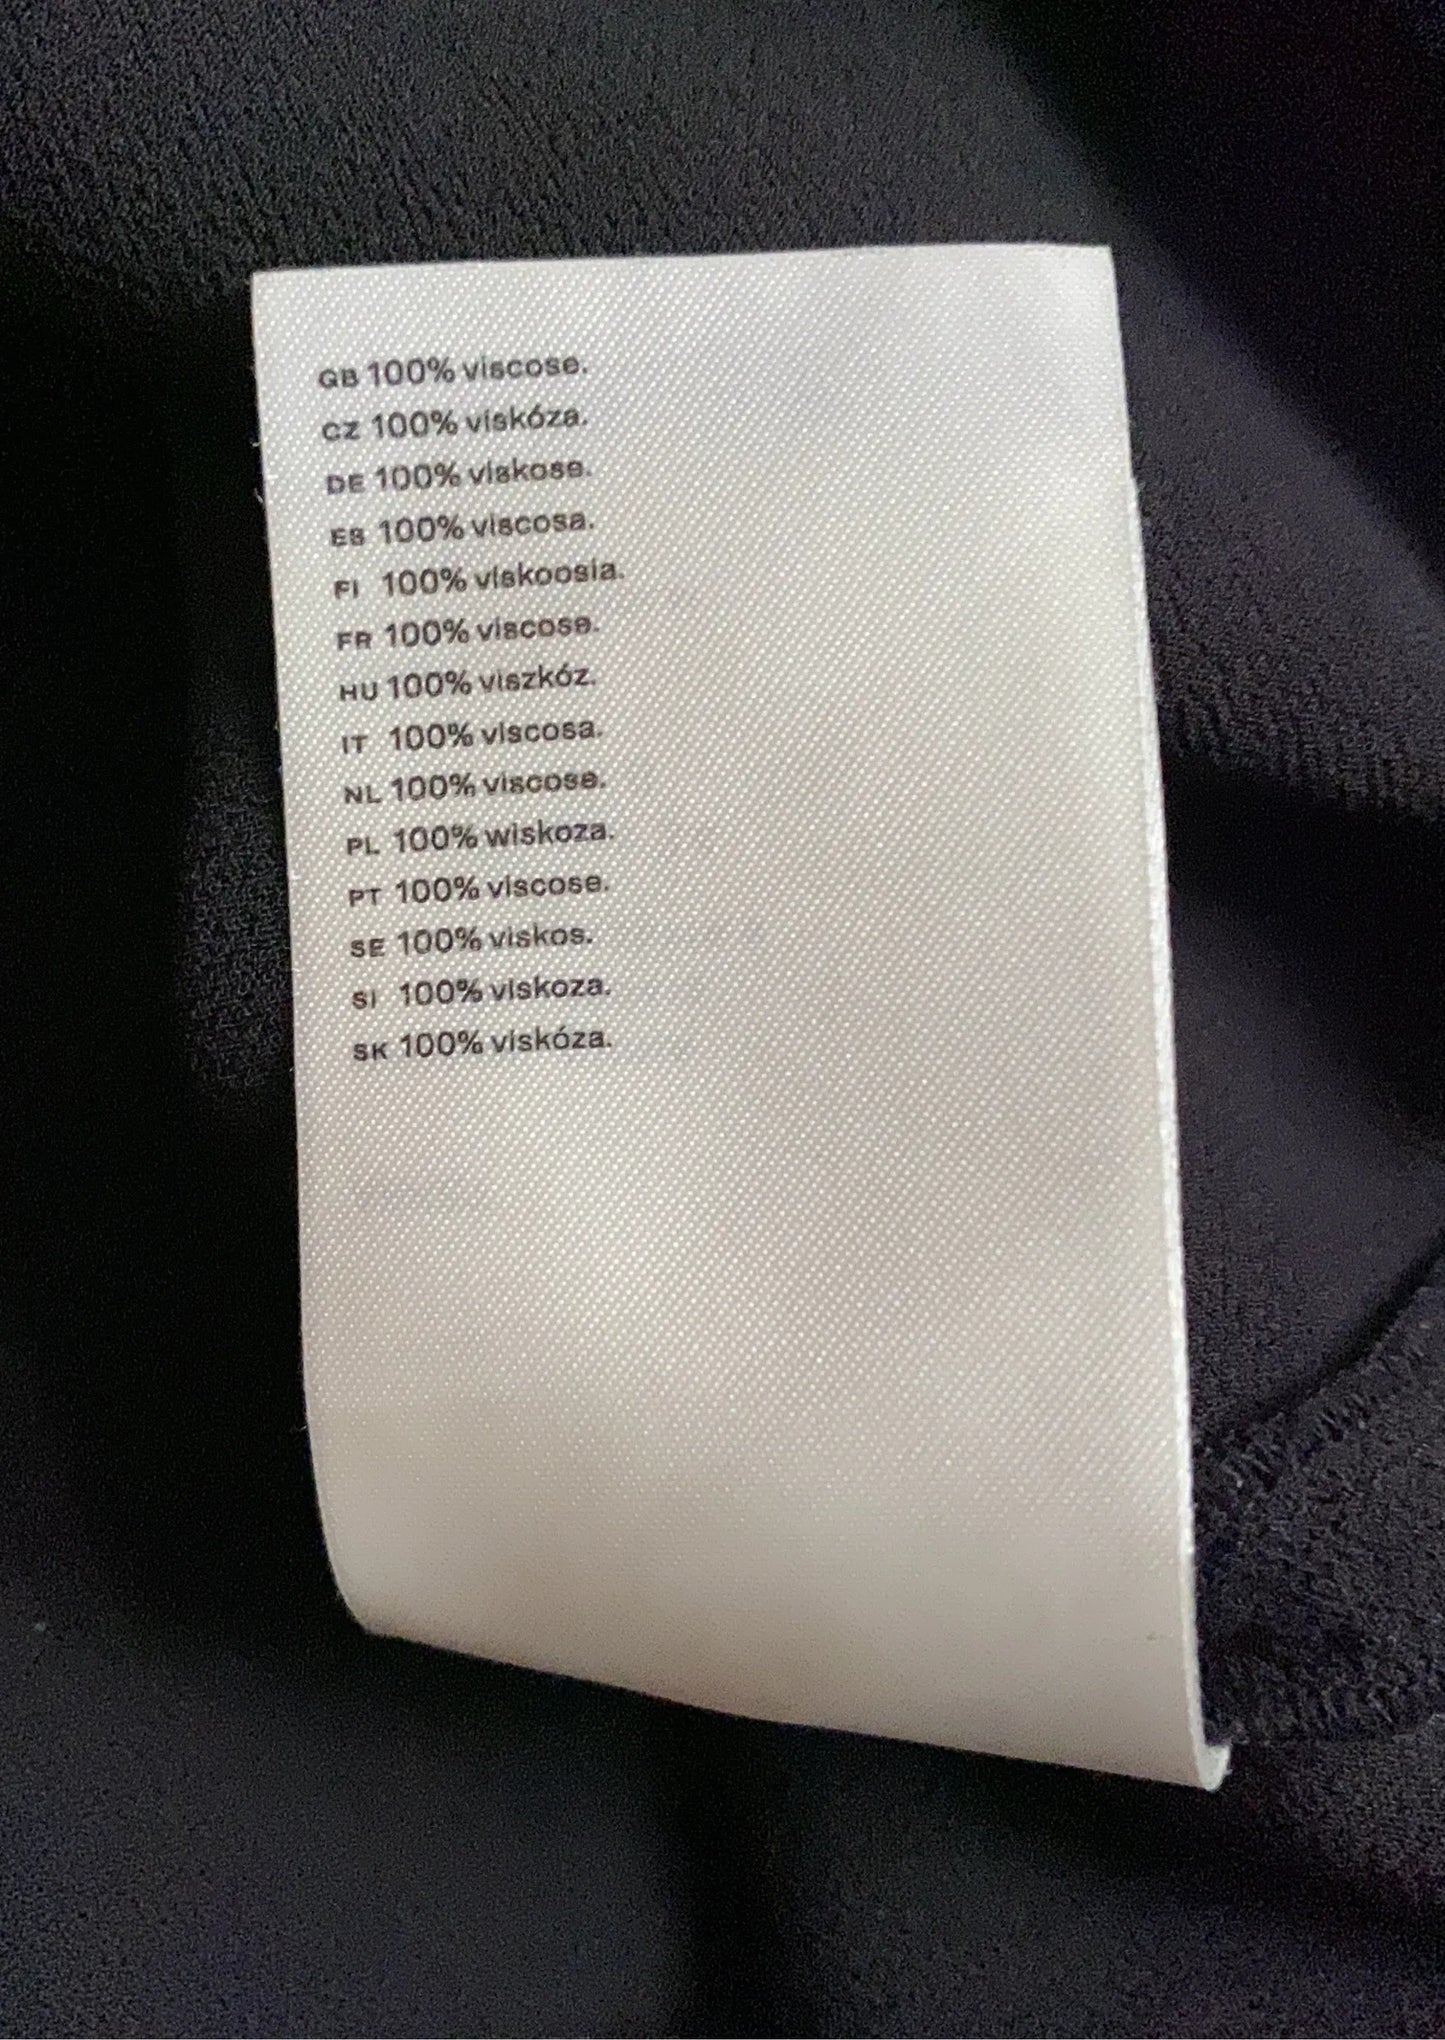 GB 100% viscose.
CZ 100% viskóza.
DE 100% viskose.
ES 100% viscosa.
FI 100% viskoosia.
FR 100% viscose.
HU 100% viszkóz.
IT 100% viscosa.
NL 100% viscose.
PL 100% wiskoza.
PT 100% viscose.
SE 100% viskos.
SI 100% viskoza.
SK 100% viskóza.